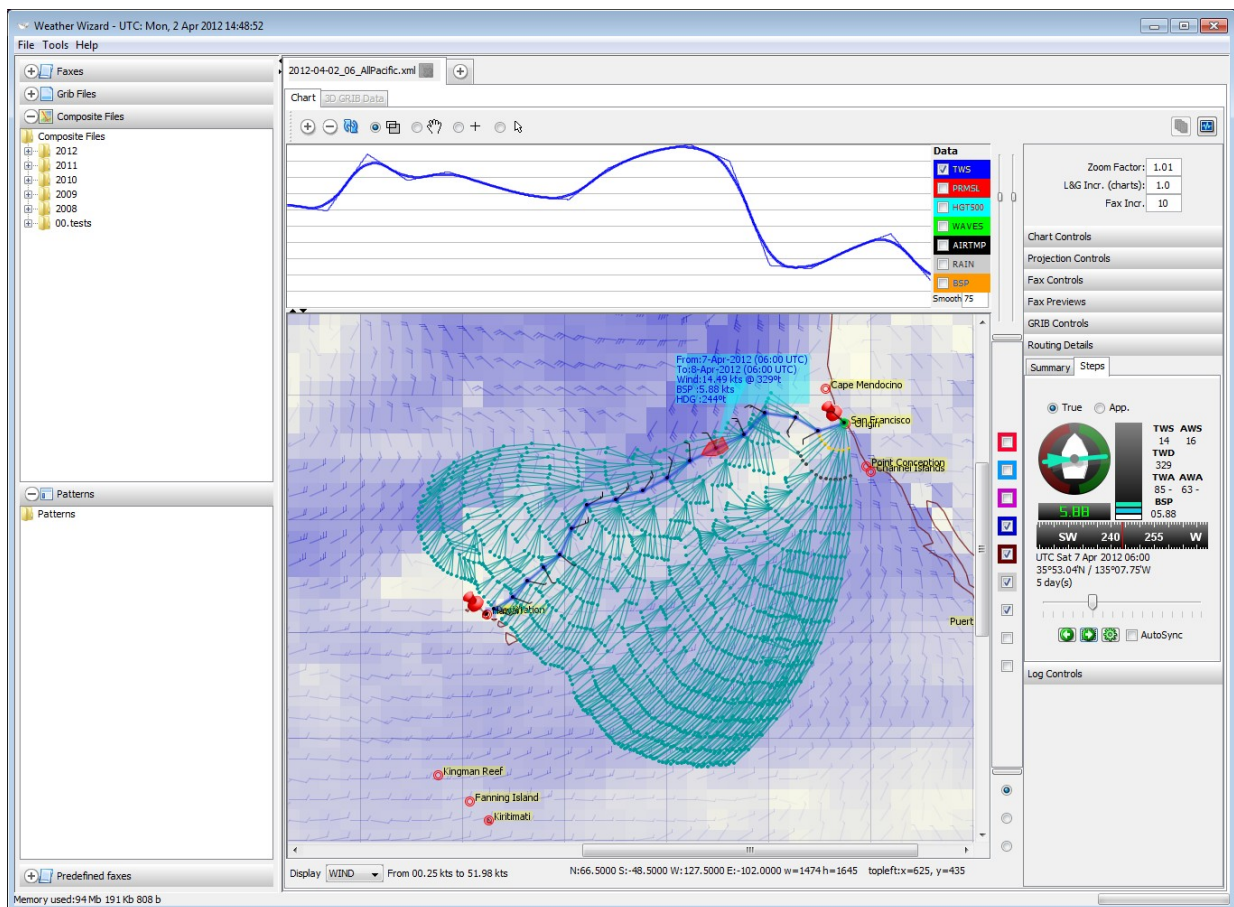 Weather Wizard - UTC: Mon, 2 Apr 2012 14:48:52
File Tools Help
Faxes
Grib Files
Composite Files
Composite Files
2012
2011
2010
2009
2008
00.tests
Patterns
Patterns
Predefined faxes
2012-04-02_06_AllPacific.xml
Chart 3D GRIB Data
Data
TWS
PRMSL
HGT500
WAVES
AIRTMP
RAIN
BSP
Smooth 75
From:7-Apr-2012 (06:00 UTC)
To:8-Apr-2012 (06:00 UTC)
Wind:14.49 kts @ 329°t
BSP :5.88 kts
HDG :244°t
Cape Mendocino
San Francisco
Point Conception
Channel Islands
Kingman Reef
Fanning Island
Kiritimati
Puert
Display WIND From 00.25 kts to 51.98 kts
N:66.5000 S:-48.5000 W:127.5000 E:-102.0000 w=1474 h=1645 topleft:x=625, y=435
Zoom Factor: 1.01
L&G Incr. (charts): 1.0
Fax Incr. 10
Chart Controls
Projection Controls
Fax Controls
Fax Previews
GRIB Controls
Routing Details
Summary Steps
True App.
TWS AWS
14 16
TWD
329
TWA AWA
85 - 63 -
BSP
05.88
5.88
SW 240 255 W
UTC Sat 7 Apr 2012 06:00
35°53.04'N / 135°07.75'W
5 day(s)
AutoSync
Log Controls
Memory used:94 Mb 191 Kb 808 b